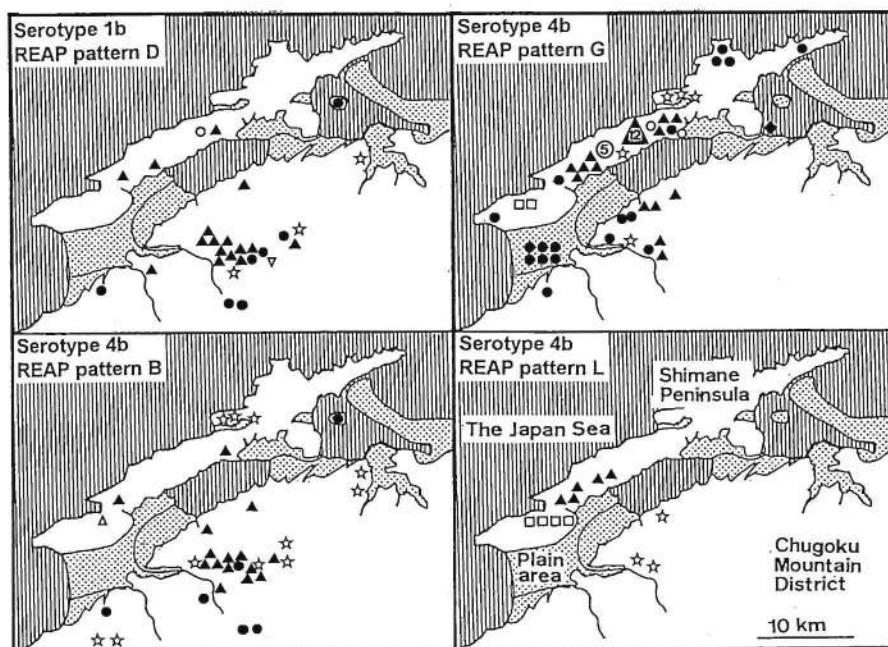 Serotype 1b
REAP pattern D
Serotype 4b
REAP pattern G
12
5
Serotype 4b
REAP pattern B
Serotype 4b
REAP pattern L
Shimane
Peninsula
The Japan Sea
Plain
area
Chugoku
Mountain
District
10 km